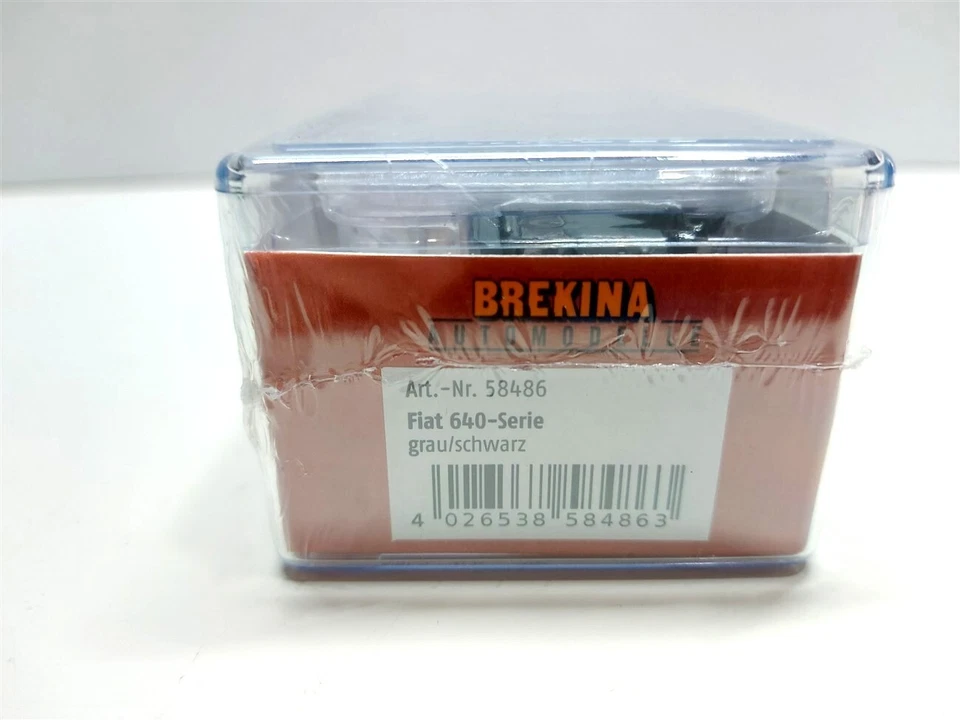 BREKINA
AUTOMODELLE
Art.-Nr. 58486
Fiat 640-Serie
grau/schwarz
4 026538 584863